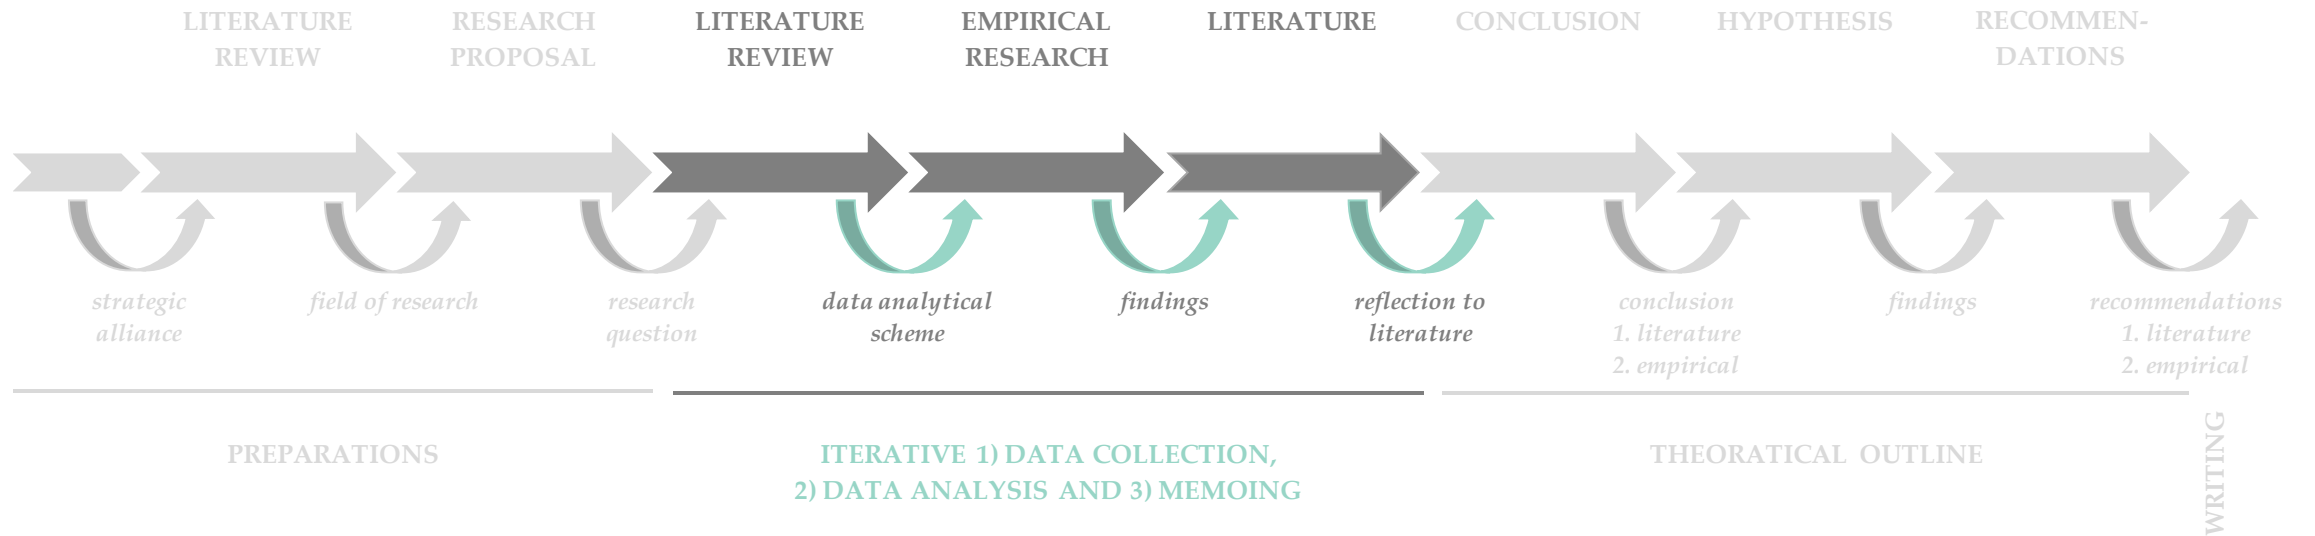 LITERATURE
REVIEW
RESEARCH
PROPOSAL
LITERATURE
REVIEW
EMPIRICAL
RESEARCH
LITERATURE
CONCLUSION
HYPOTHESIS
RECOMMEN-
DATIONS
strategic
alliance
field of research
research
question
data analytical
scheme
findings
reflection to
literature
conclusion
1. literature
2. empirical
findings
recommendations
1. literature
2. empirical
PREPARATIONS
ITERATIVE 1) DATA COLLECTION,
2) DATA ANALYSIS AND 3) MEMOING
THEORATICAL OUTLINE
WRITING